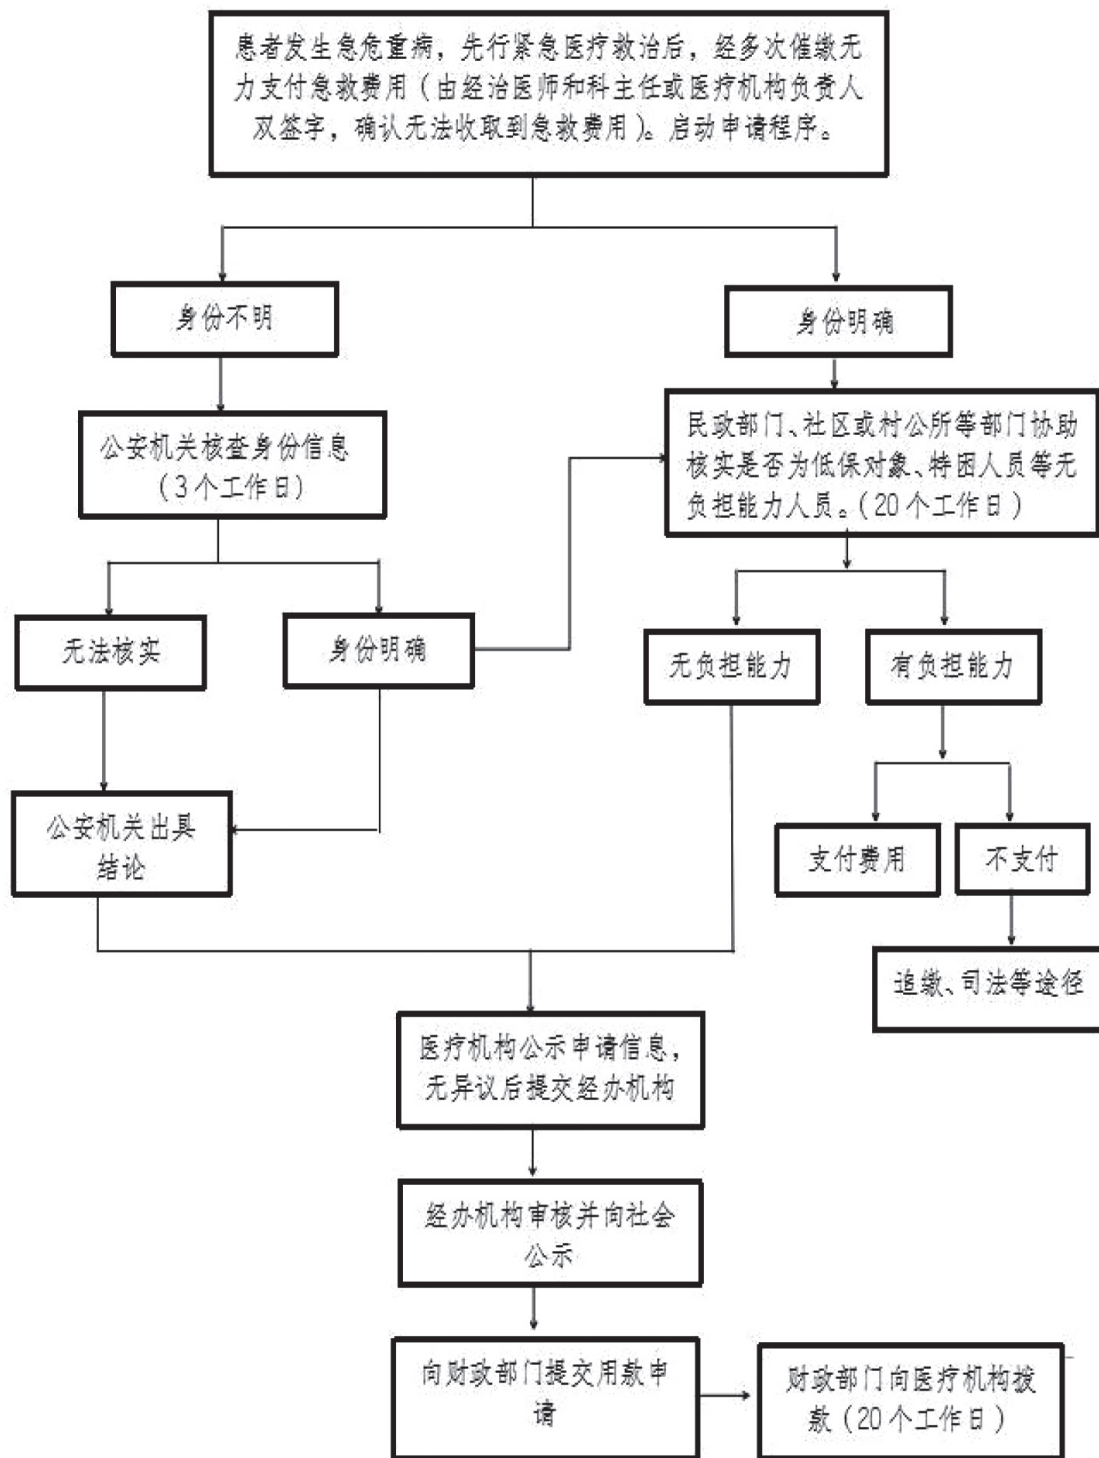 患者发生急危重病，先行紧急医疗救治后，经多次催缴无
力支付急救费用（由经治医师和科主任或医疗机构负责人
双签字，确认无法收取到急救费用）。启动申请程序。
身份不明
身份明确
公安机关核查身份信息
（3个工作日）
民政部门、社区或村公所等部门协助
核实是否为低保对象、特困人员等无
负担能力人员。（20个工作日）
无法核实
身份明确
无负担能力
有负担能力
公安机关出具
结论
支付费用
不支付
追缴、司法等途径
医疗机构公示申请信息，
无异议后提交经办机构
经办机构审核并向社会
公示
向财政部门提交用款申
请
财政部门向医疗机构拨
款（20个工作日）